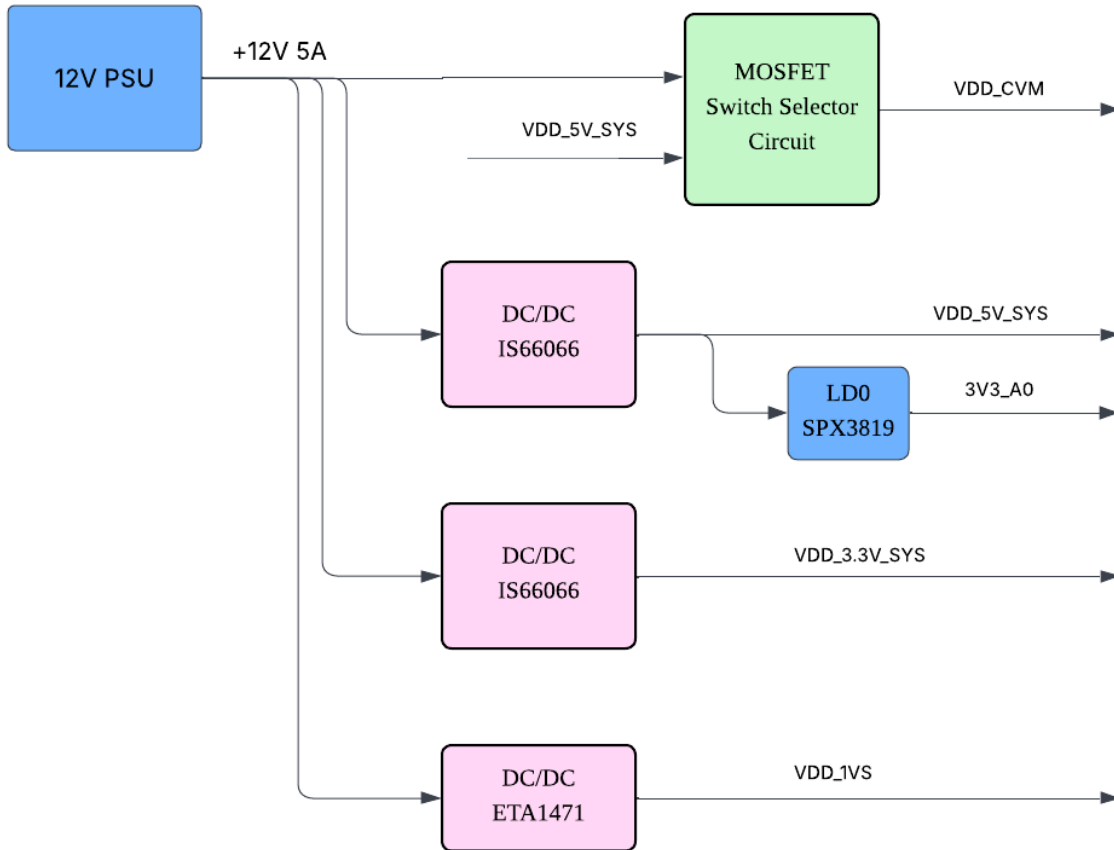 12V PSU
+12V 5A
MOSFET
Switch Selector
Circuit
VDD_CVM
VDD_5V_SYS
DC/DC
IS66066
VDD_5V_SYS
LD0
SPX3819
3V3_A0
DC/DC
IS66066
VDD_3.3V_SYS
DC/DC
ETA1471
VDD_1VS